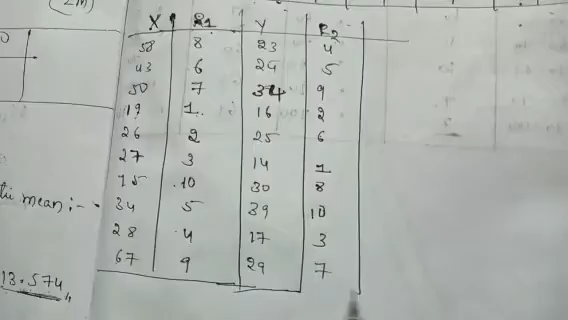 (2M)
X R1 Y R2
58 8 23 4
43 6 24 5
50 7 34 9
19 1 16 2
26 2 25 6
27 3 14 1
75 10 30 8
34 5 39 10
28 4 17 3
67 9 29 7
mean :-
13.574